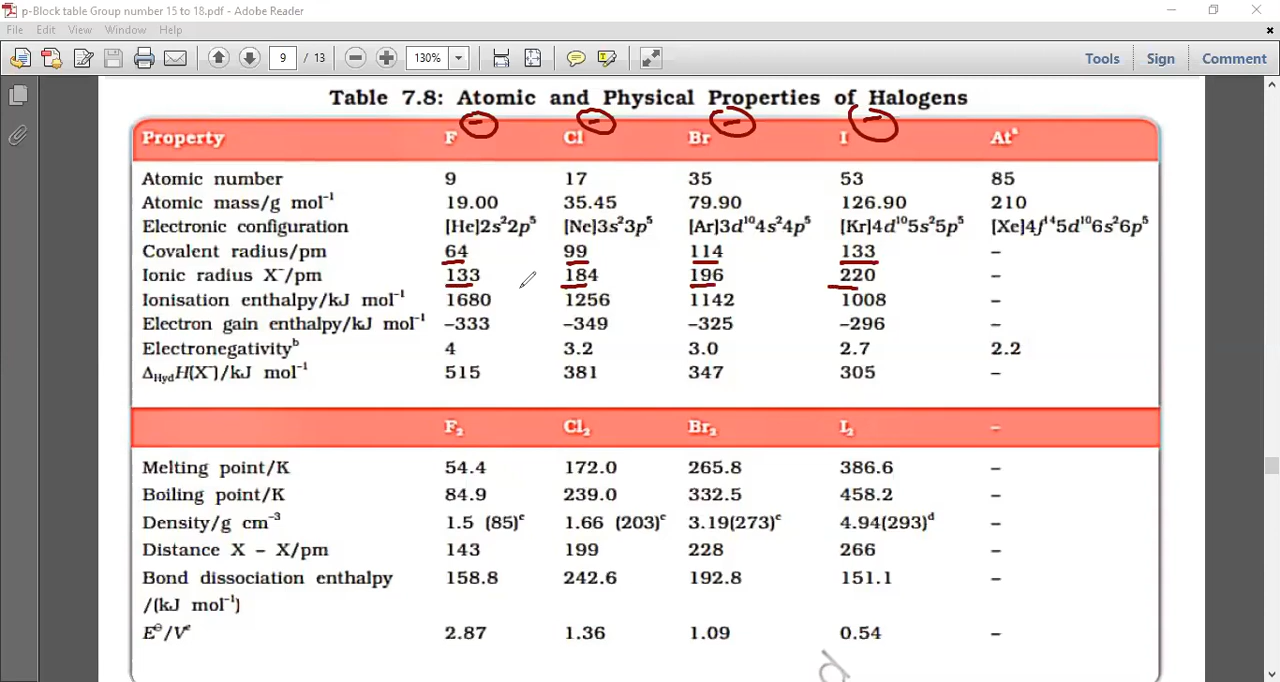 p-Block table Group number 15 to 18.pdf - Adobe Reader
File Edit View Window Help
9 / 13 130% Tools Sign Comment
Table 7.8: Atomic and Physical Properties of Halogens
Property F Cl Br I Atᵃ
Atomic number 9 17 35 53 85
Atomic mass/g mol⁻¹ 19.00 35.45 79.90 126.90 210
Electronic configuration [He]2s²2p⁵ [Ne]3s²3p⁵ [Ar]3d¹⁰4s²4p⁵ [Kr]4d¹⁰5s²5p⁵ [Xe]4f¹⁴5d¹⁰6s²6p⁵
Covalent radius/pm 64 99 114 133 –
Ionic radius X⁻/pm 133 184 196 220 –
Ionisation enthalpy/kJ mol⁻¹ 1680 1256 1142 1008 –
Electron gain enthalpy/kJ mol⁻¹ –333 –349 –325 –296 –
Electronegativityᵇ 4 3.2 3.0 2.7 2.2
ΔHydH(X⁻)/kJ mol⁻¹ 515 381 347 305 –
F₂ Cl₂ Br₂ I₂ –
Melting point/K 54.4 172.0 265.8 386.6 –
Boiling point/K 84.9 239.0 332.5 458.2 –
Density/g cm⁻³ 1.5 (85)ᶜ 1.66 (203)ᶜ 3.19(273)ᶜ 4.94(293)ᵈ –
Distance X – X/pm 143 199 228 266 –
Bond dissociation enthalpy 158.8 242.6 192.8 151.1 –
/(kJ mol⁻¹)
E⊖/Vᵉ 2.87 1.36 1.09 0.54 –
d